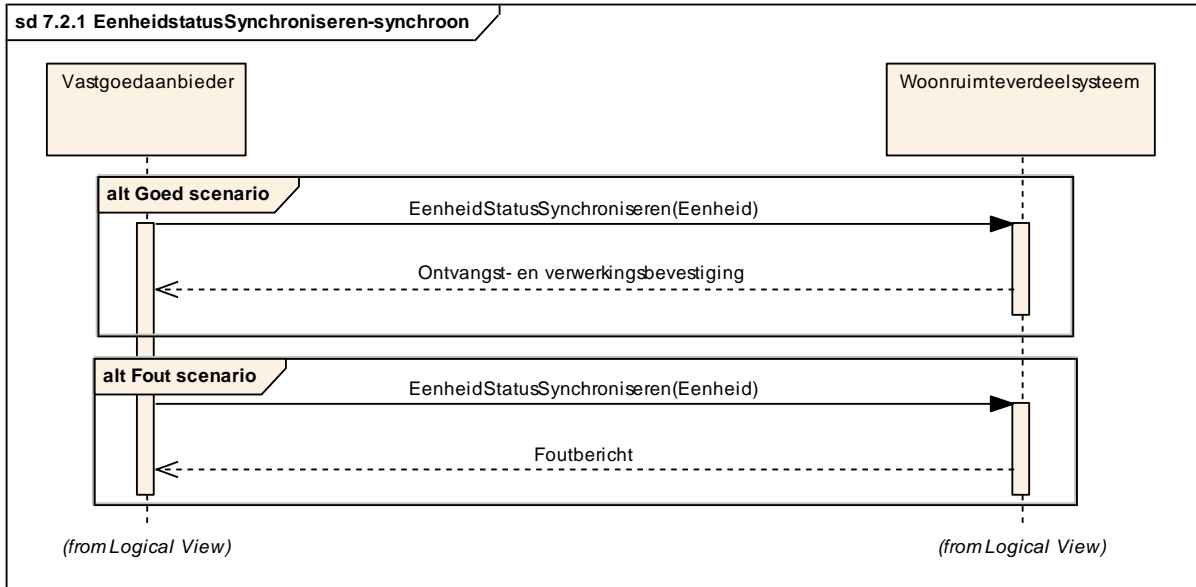 sd 7.2.1 EenheidstatusSynchroniseren-synchroon
Vastgoedaanbieder
Woonruimteverdeelsysteem
alt Goed scenario
EenheidStatusSynchroniseren(Eenheid)
Ontvangst- en verwerkingsbevestiging
alt Fout scenario
EenheidStatusSynchroniseren(Eenheid)
Foutbericht
(from Logical View)
(from Logical View)